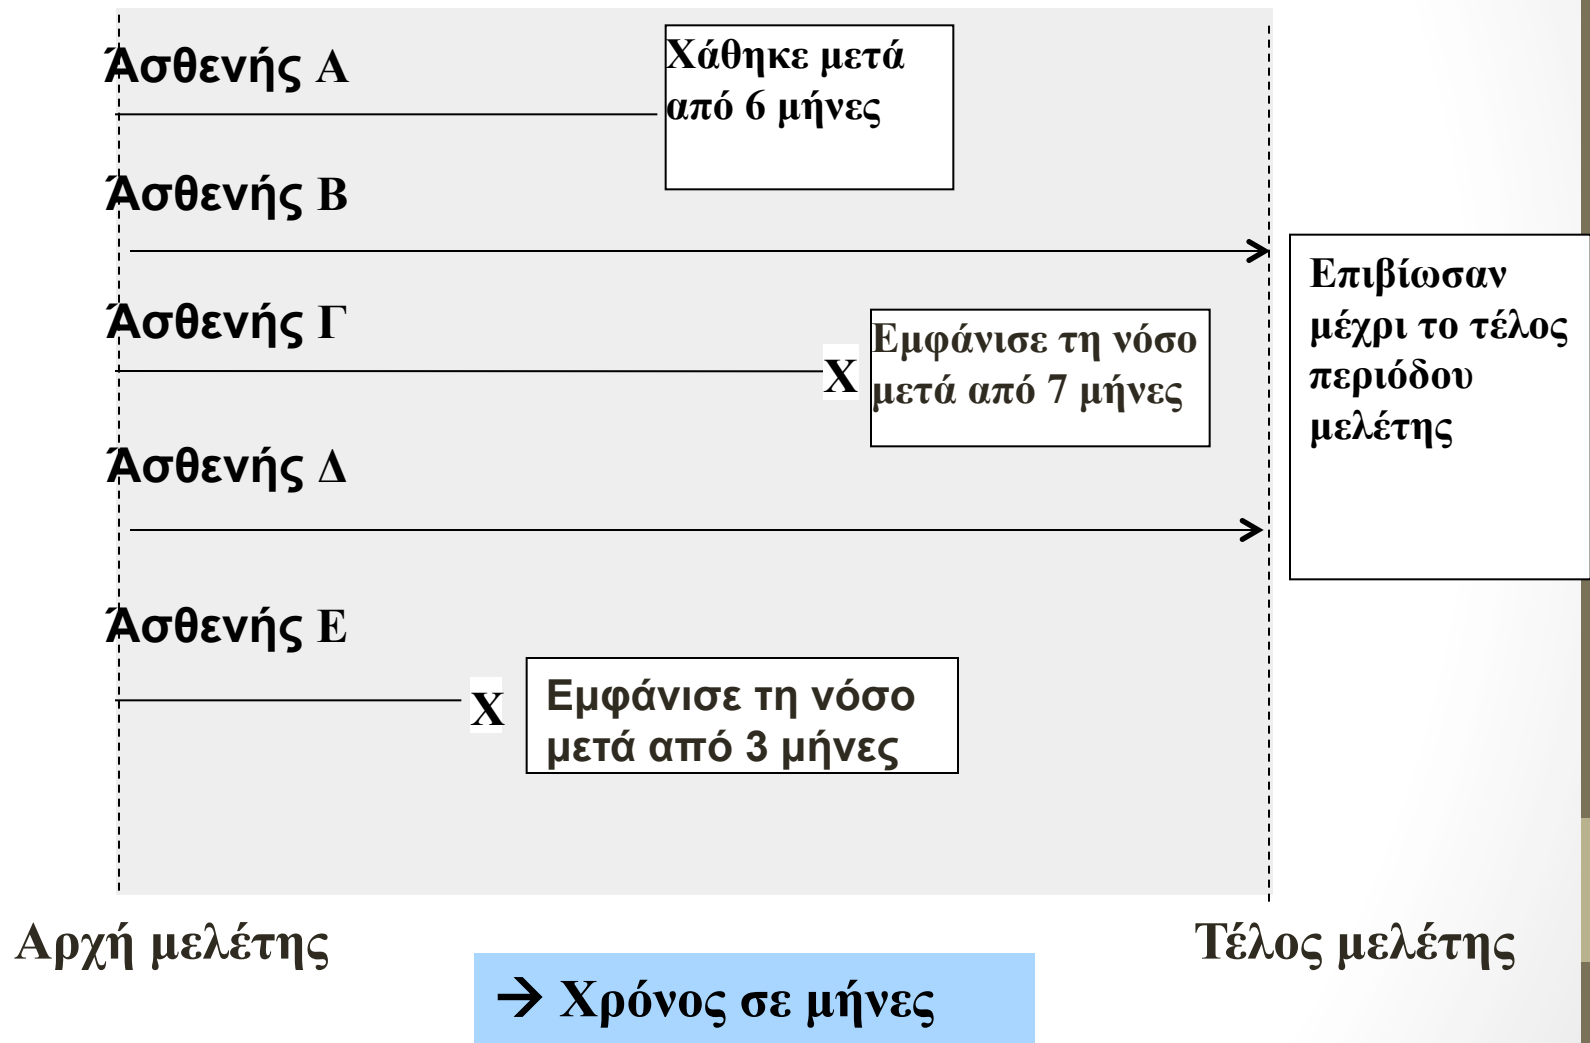 Άσθενής Α
Χάθηκε μετά
από 6 μήνες
Άσθενής Β
Άσθενής Γ
Χ
Εμφάνισε τη νόσο
μετά από 7 μήνες
Επιβίωσαν
μέχρι το τέλος
περιόδου
μελέτης
Άσθενής Δ
Άσθενής Ε
Χ
Εμφάνισε τη νόσο
μετά από 3 μήνες
Αρχή μελέτης
Τέλος μελέτης
→ Χρόνος σε μήνες